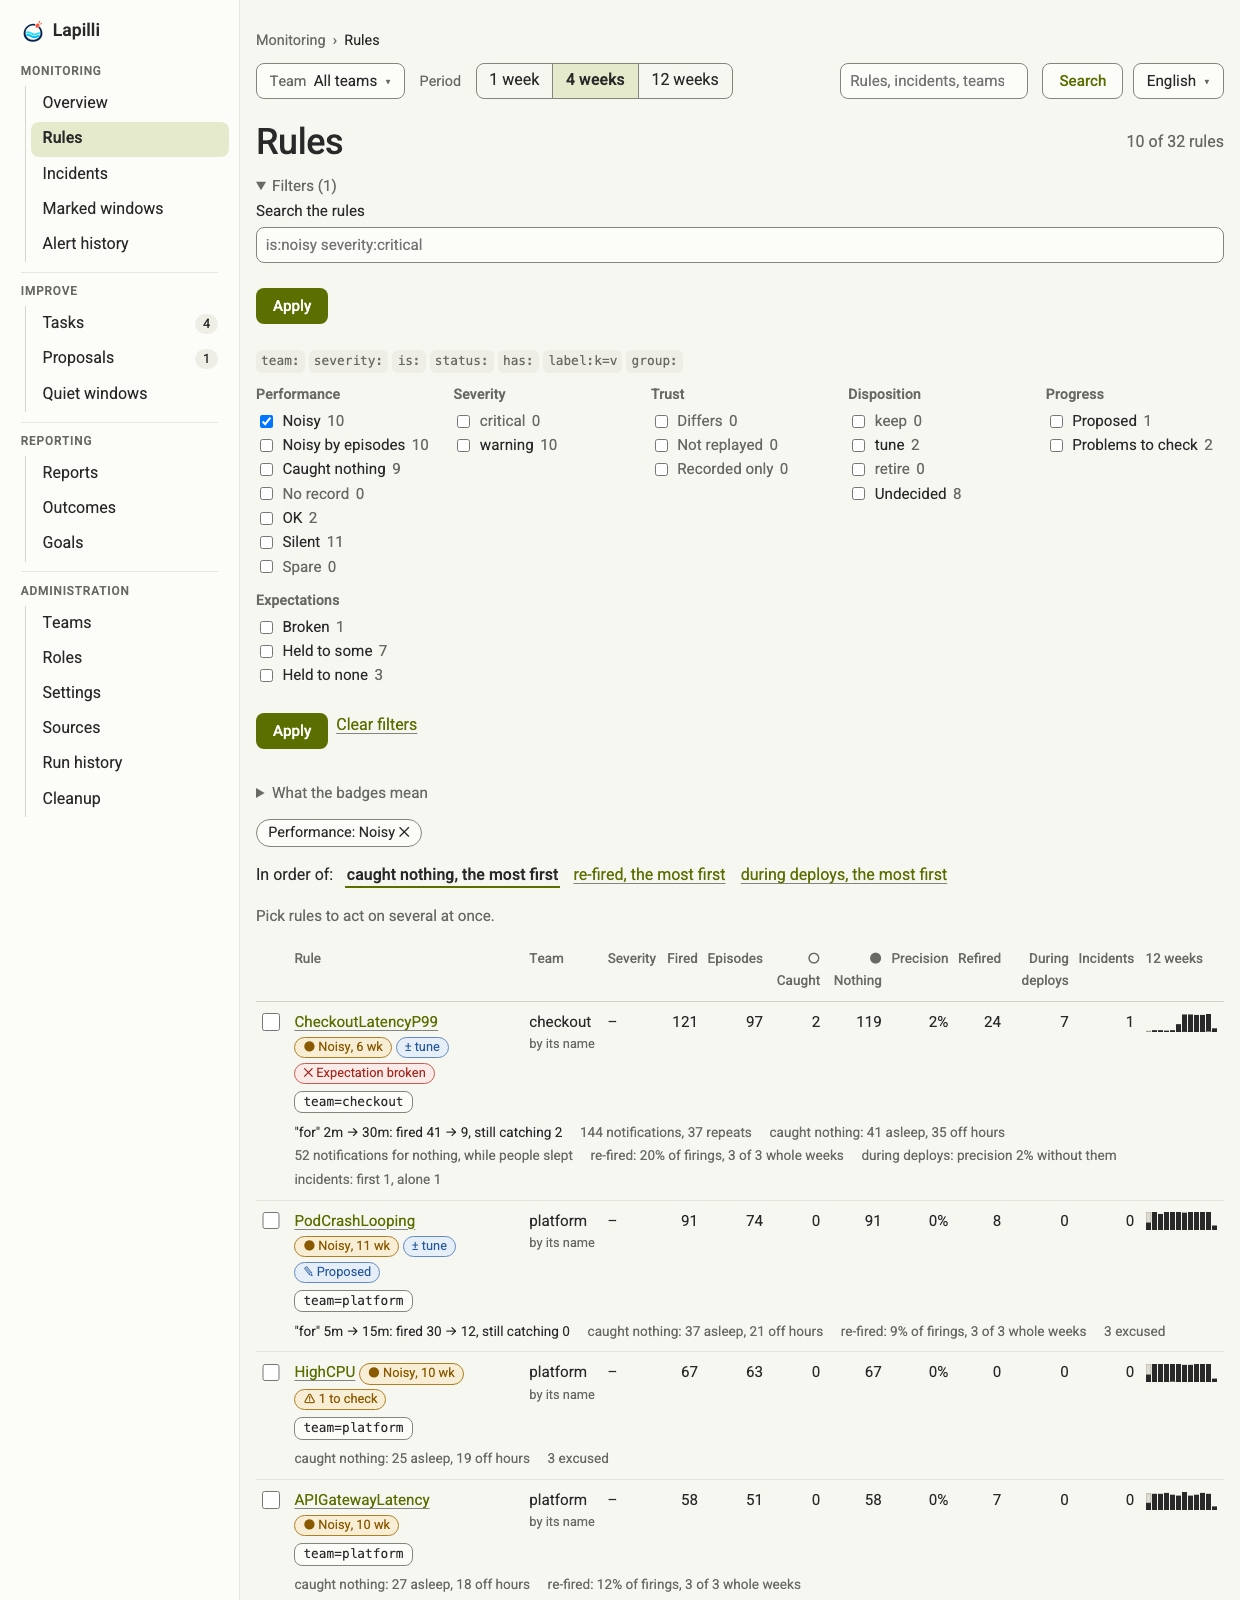 Lapilli
MONITORING
Overview
Rules
Incidents
Marked windows
Alert history
IMPROVE
Tasks 4
Proposals 1
Quiet windows
REPORTING
Reports
Outcomes
Goals
ADMINISTRATION
Teams
Roles
Settings
Sources
Run history
Cleanup
Monitoring › Rules
Team All teams ▾ Period 1 week 4 weeks 12 weeks Rules, incidents, teams Search English ▾
Rules 10 of 32 rules
▼ Filters (1)
Search the rules
is:noisy severity:critical
Apply
team: severity: is: status: has: label:k=v group:
Performance Severity Trust Disposition Progress
Noisy 10 critical 0 Differs 0 keep 0 Proposed 1
Noisy by episodes 10 warning 10 Not replayed 0 tune 2 Problems to check 2
Caught nothing 9 Recorded only 0 retire 0
No record 0 Undecided 8
OK 2
Silent 11
Spare 0
Expectations
Broken 1
Held to some 7
Held to none 3
Apply Clear filters
▶ What the badges mean
Performance: Noisy ✕
In order of: caught nothing, the most first re-fired, the most first during deploys, the most first
Pick rules to act on several at once.
Rule Team Severity Fired Episodes ○ Caught ● Nothing Precision Refired During deploys Incidents 12 weeks
CheckoutLatencyP99 checkout – 121 97 2 119 2% 24 7 1
● Noisy, 6 wk ± tune by its name
✕ Expectation broken
team=checkout
"for" 2m → 30m: fired 41 → 9, still catching 2 144 notifications, 37 repeats caught nothing: 41 asleep, 35 off hours
52 notifications for nothing, while people slept re-fired: 20% of firings, 3 of 3 whole weeks during deploys: precision 2% without them
incidents: first 1, alone 1
PodCrashLooping platform – 91 74 0 91 0% 8 0 0
● Noisy, 11 wk ± tune by its name
✎ Proposed
team=platform
"for" 5m → 15m: fired 30 → 12, still catching 0 caught nothing: 37 asleep, 21 off hours re-fired: 9% of firings, 3 of 3 whole weeks 3 excused
HighCPU ● Noisy, 10 wk platform – 67 63 0 67 0% 0 0 0
⚠ 1 to check by its name
team=platform
caught nothing: 25 asleep, 19 off hours 3 excused
APIGatewayLatency platform – 58 51 0 58 0% 7 0 0
● Noisy, 10 wk by its name
team=platform
caught nothing: 27 asleep, 18 off hours re-fired: 12% of firings, 3 of 3 whole weeks